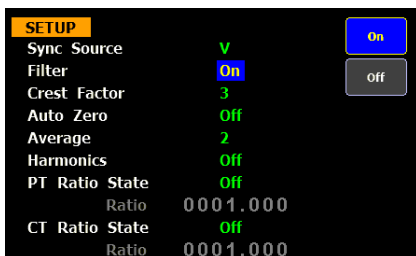 SETUP
Sync Source V
Filter On
Crest Factor 3
Auto Zero Off
Average 2
Harmonics Off
PT Ratio State Off
Ratio 0001.000
CT Ratio State Off
Ratio 0001.000
On
Off